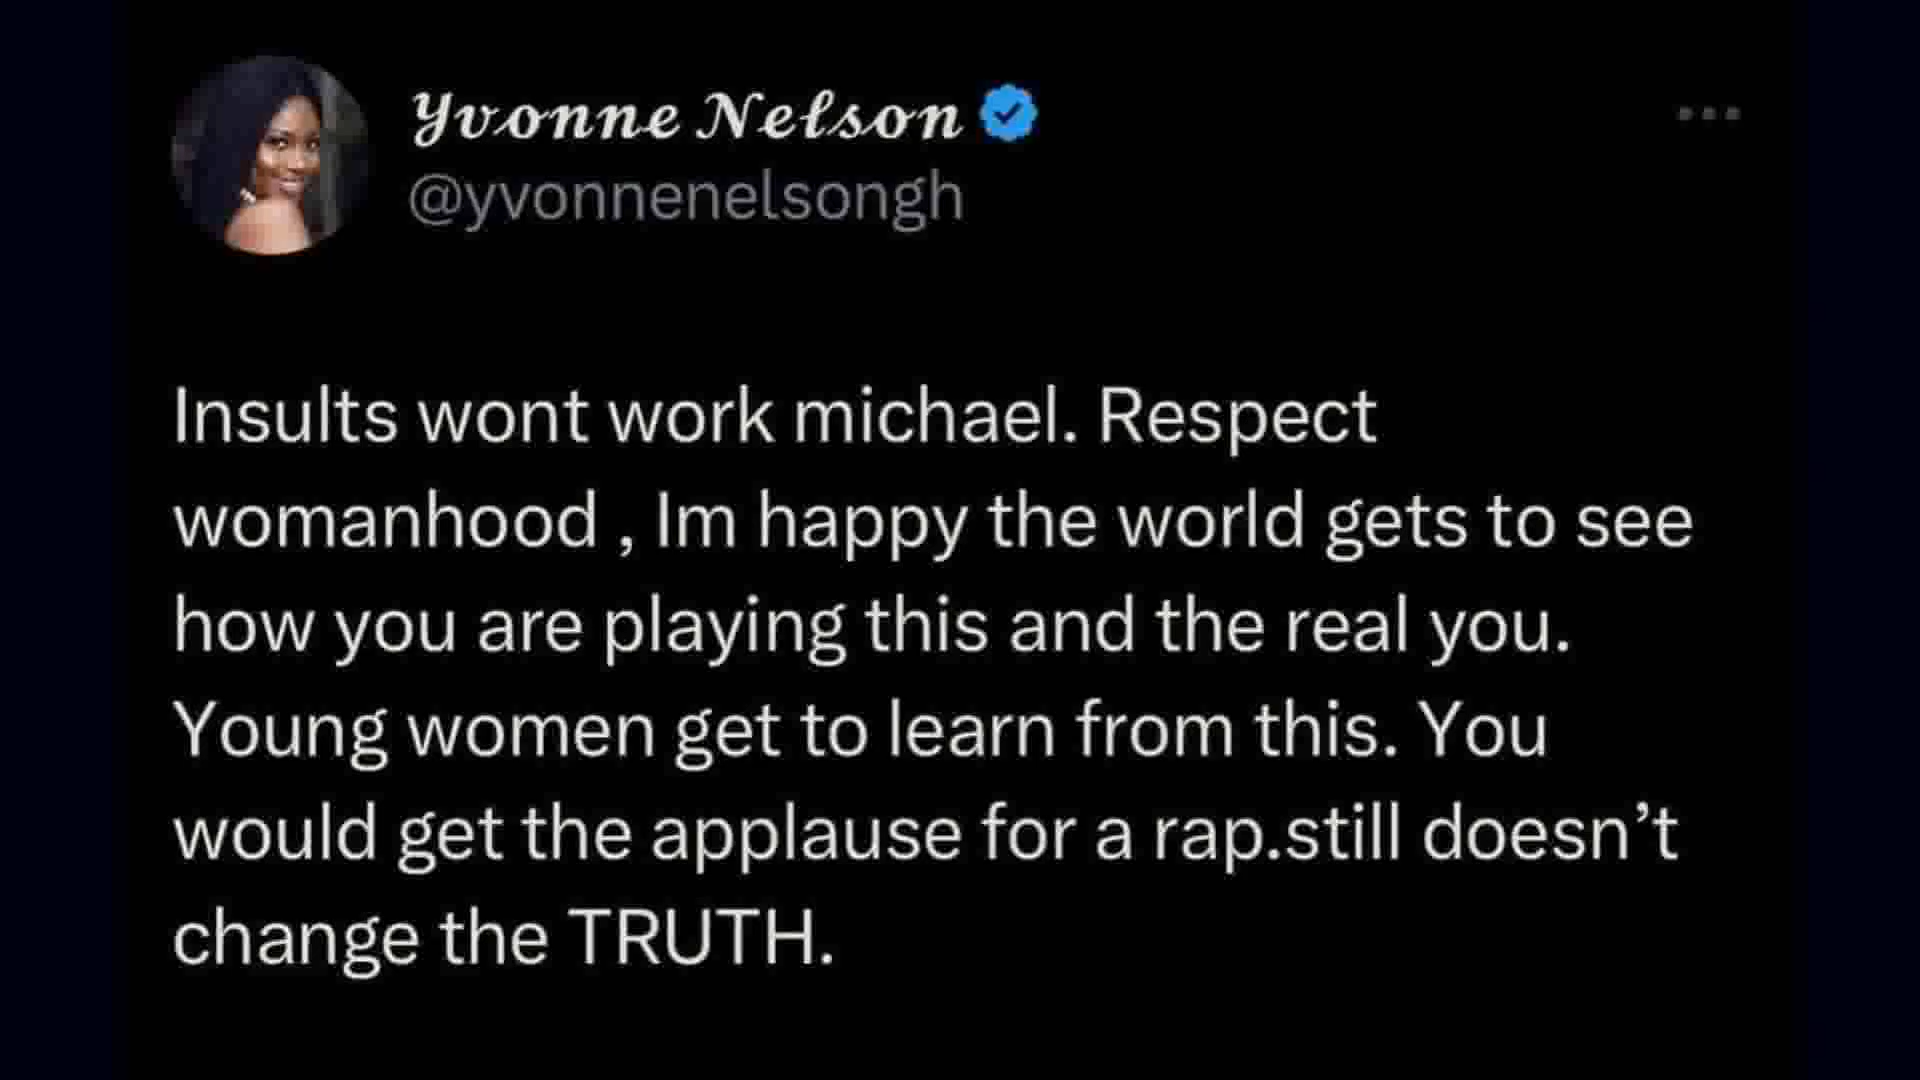 Yvonne Nelson
@yvonnenelsongh
Insults wont work michael. Respect
womanhood , Im happy the world gets to see
how you are playing this and the real you.
Young women get to learn from this. You
would get the applause for a rap.still doesn’t
change the TRUTH.